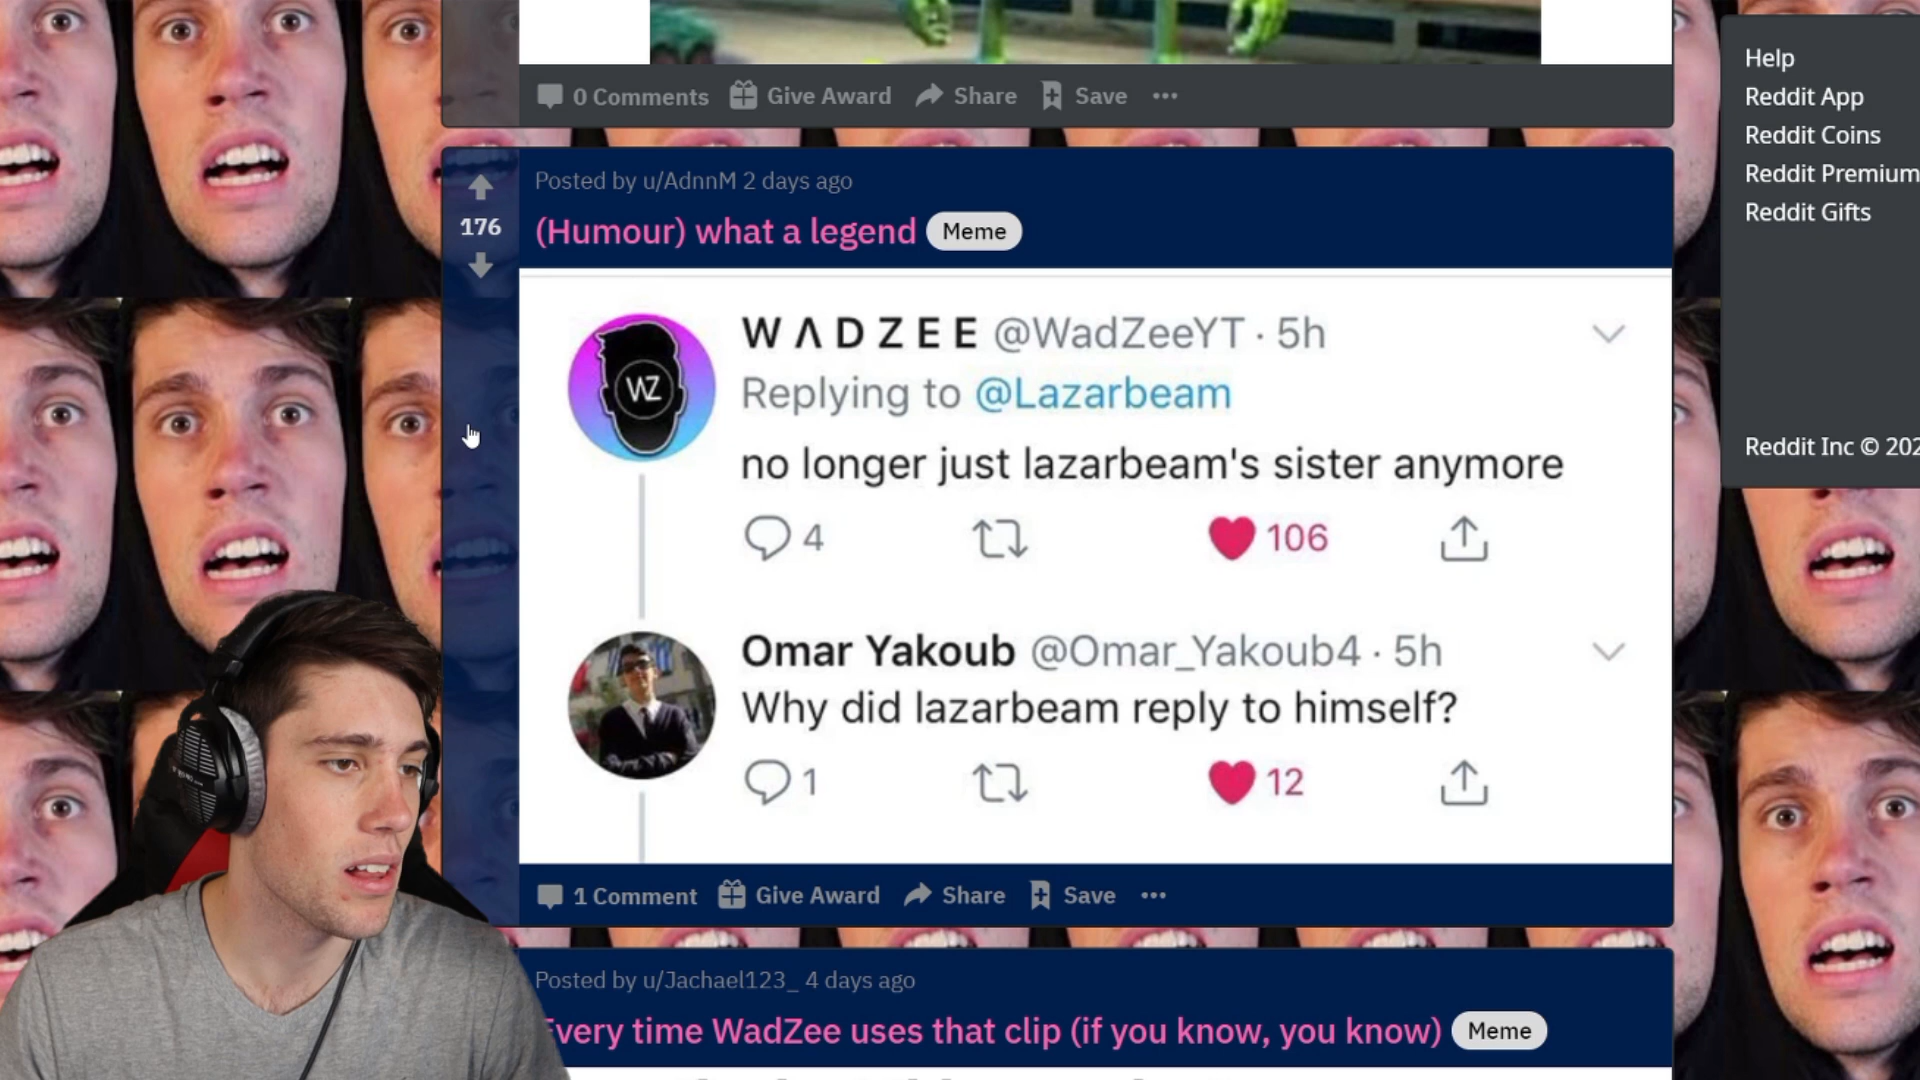 0 Comments Give Award Share Save
Help
Reddit App
Reddit Coins
Reddit Premium
Reddit Gifts
Reddit Inc © 202
Posted by u/AdnnM 2 days ago
176
(Humour) what a legend Meme
WZ
W Λ D Z E E @WadZeeYT · 5h
Replying to @Lazarbeam
no longer just lazarbeam's sister anymore
4 106
Omar Yakoub @Omar_Yakoub4 · 5h
Why did lazarbeam reply to himself?
1 12
1 Comment Give Award Share Save
Posted by u/Jachael123_ 4 days ago
Every time WadZee uses that clip (if you know, you know) Meme